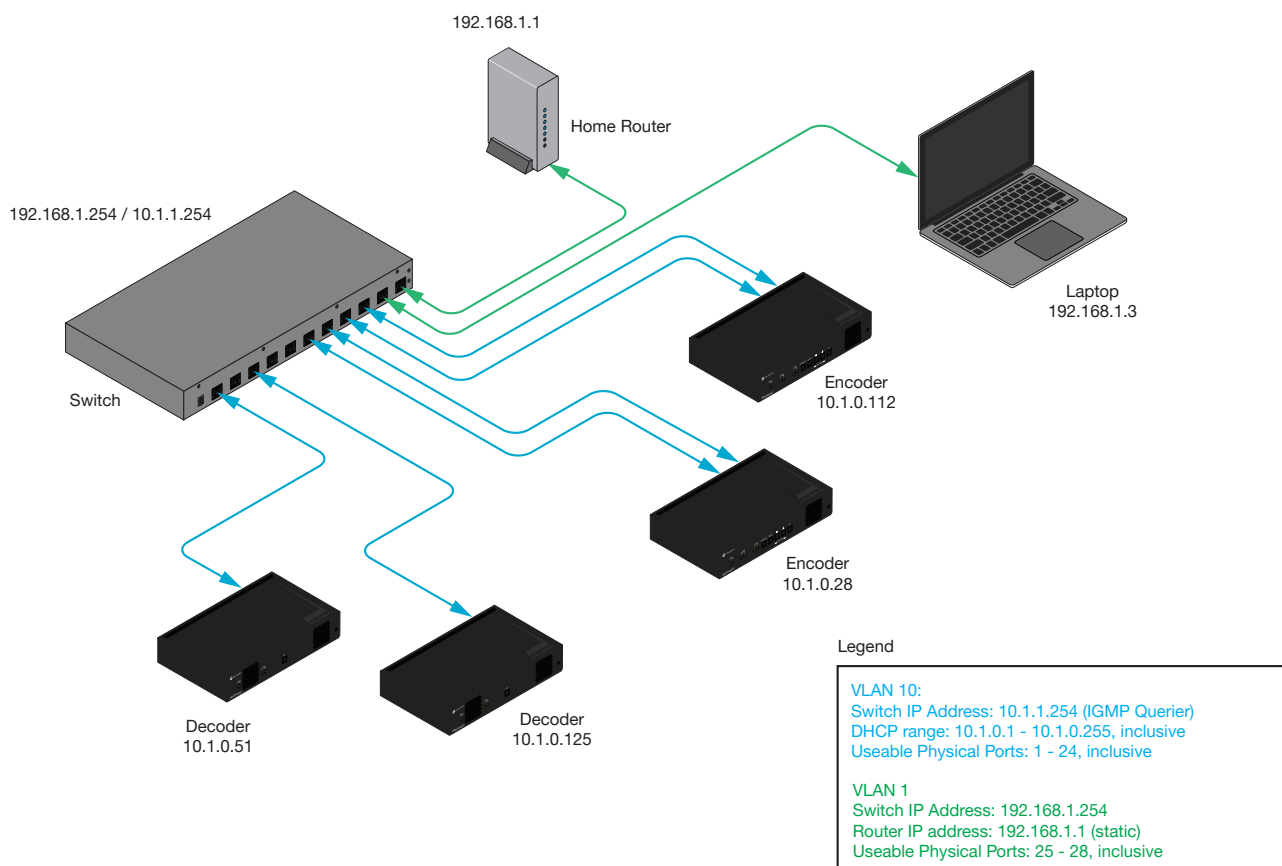 192.168.1.1
Home Router
192.168.1.254 / 10.1.1.254
Switch
Laptop
192.168.1.3
Encoder
10.1.0.112
Encoder
10.1.0.28
Decoder
10.1.0.51
Decoder
10.1.0.125
Legend
VLAN 10:
Switch IP Address: 10.1.1.254 (IGMP Querier)
DHCP range: 10.1.0.1 - 10.1.0.255, inclusive
Useable Physical Ports: 1 - 24, inclusive
VLAN 1
Switch IP Address: 192.168.1.254
Router IP address: 192.168.1.1 (static)
Useable Physical Ports: 25 - 28, inclusive